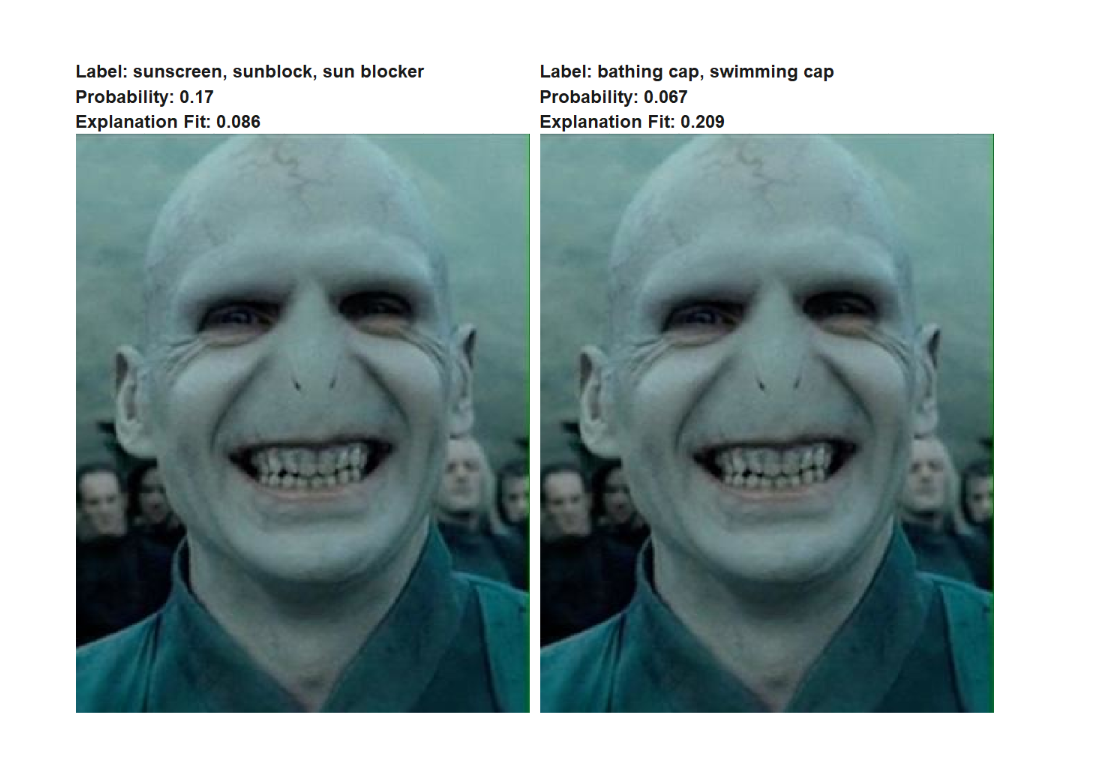 Label: sunscreen, sunblock, sun blocker
Probability: 0.17
Explanation Fit: 0.086
Label: bathing cap, swimming cap
Probability: 0.067
Explanation Fit: 0.209